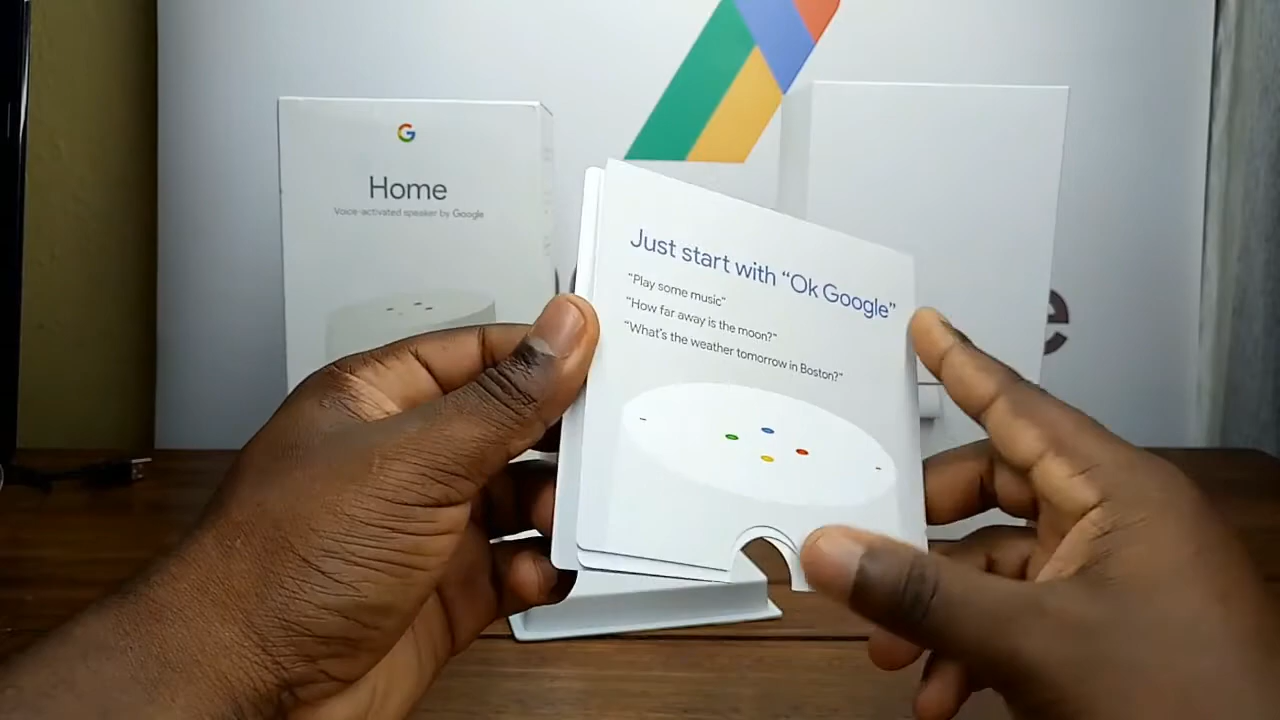 G
Home
Voice-activated speaker by Google
Just start with “Ok Google”
“Play some music”
“How far away is the moon?”
“What's the weather tomorrow in Boston?”
e